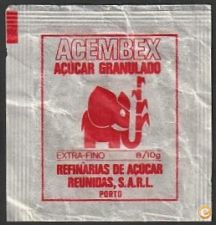 ACEMBEX
AÇÚCAR GRANULADO
EXTRA-FINO 8/10g
REFINARIAS DE AÇÚCAR
REUNIDAS, S.A.R.L.
PORTO